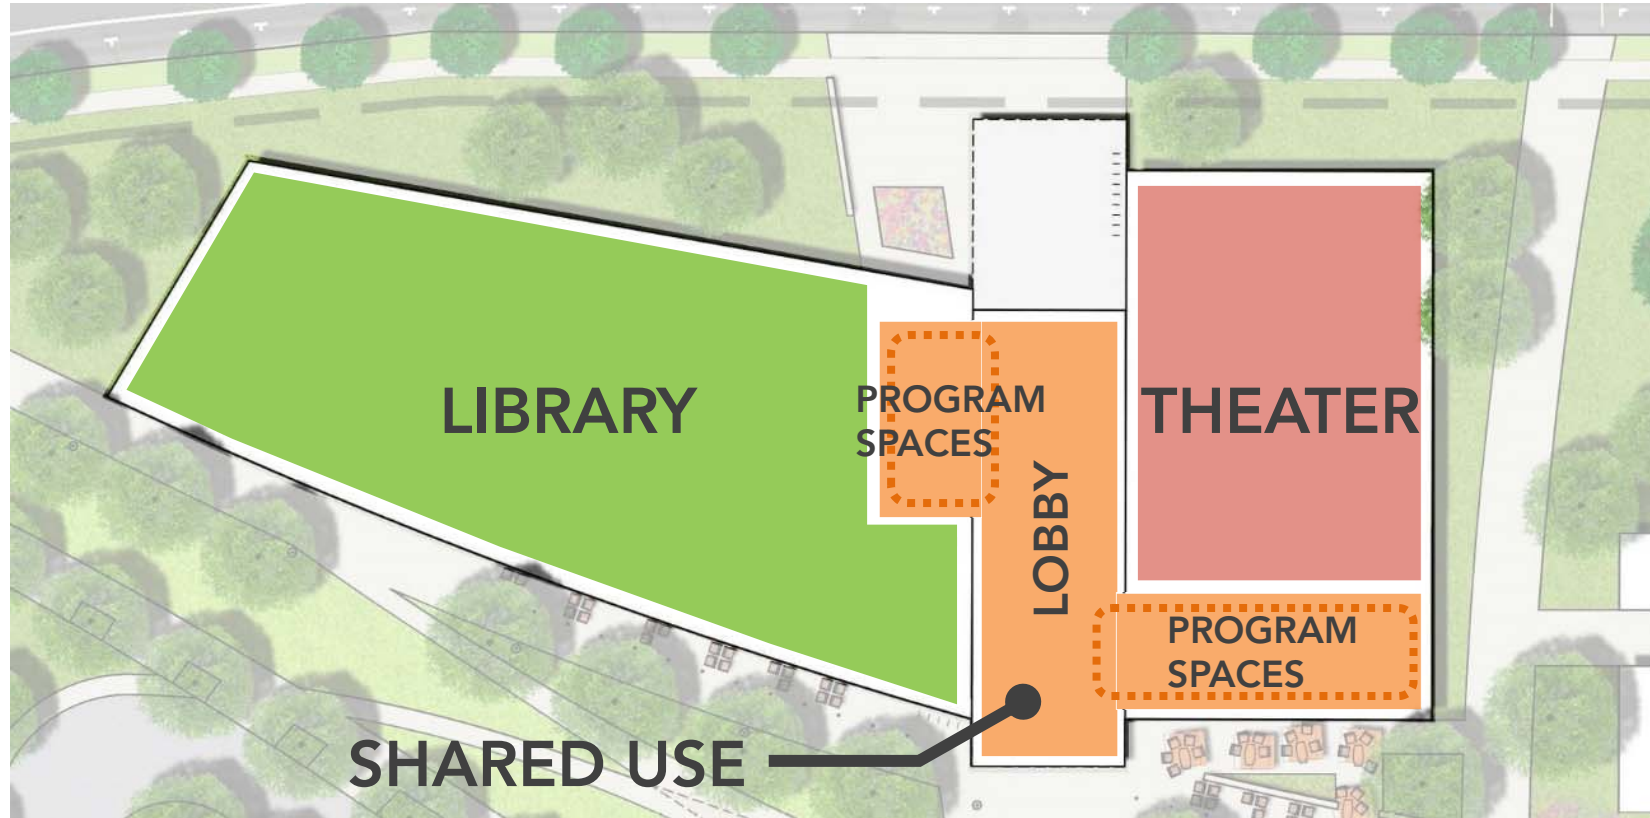 LIBRARY
PROGRAM
SPACES
LOBBY
THEATER
PROGRAM
SPACES
SHARED USE